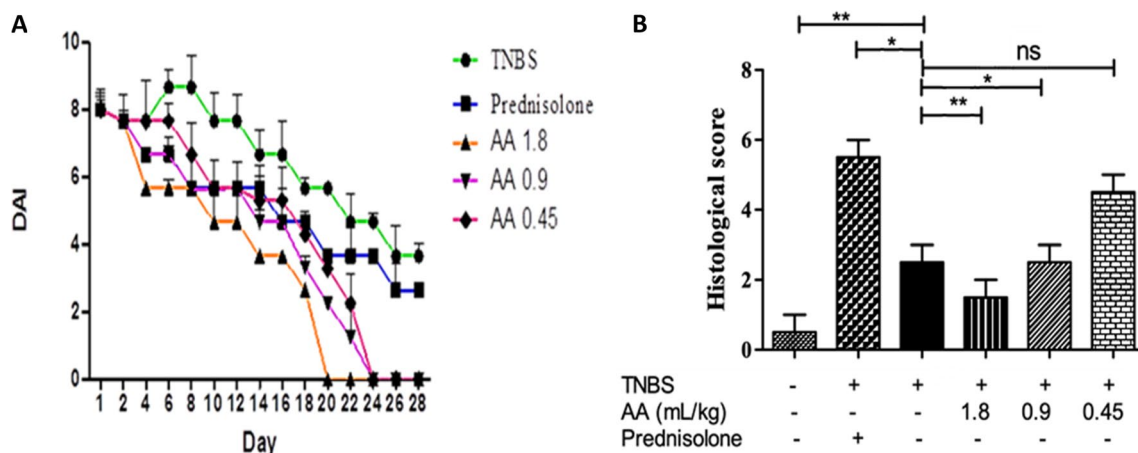 A
DAI
10
8
6
4
2
0
1 2 4 6 8 10 12 14 16 18 20 22 24 26 28
Day
TNBS
Prednisolone
AA 1.8
AA 0.9
AA 0.45
B
**
*
ns
*
**
Histological score
8
6
4
2
0
TNBS - + + + + +
AA (mL/kg) - - - 1.8 0.9 0.45
Prednisolone - + - - - -